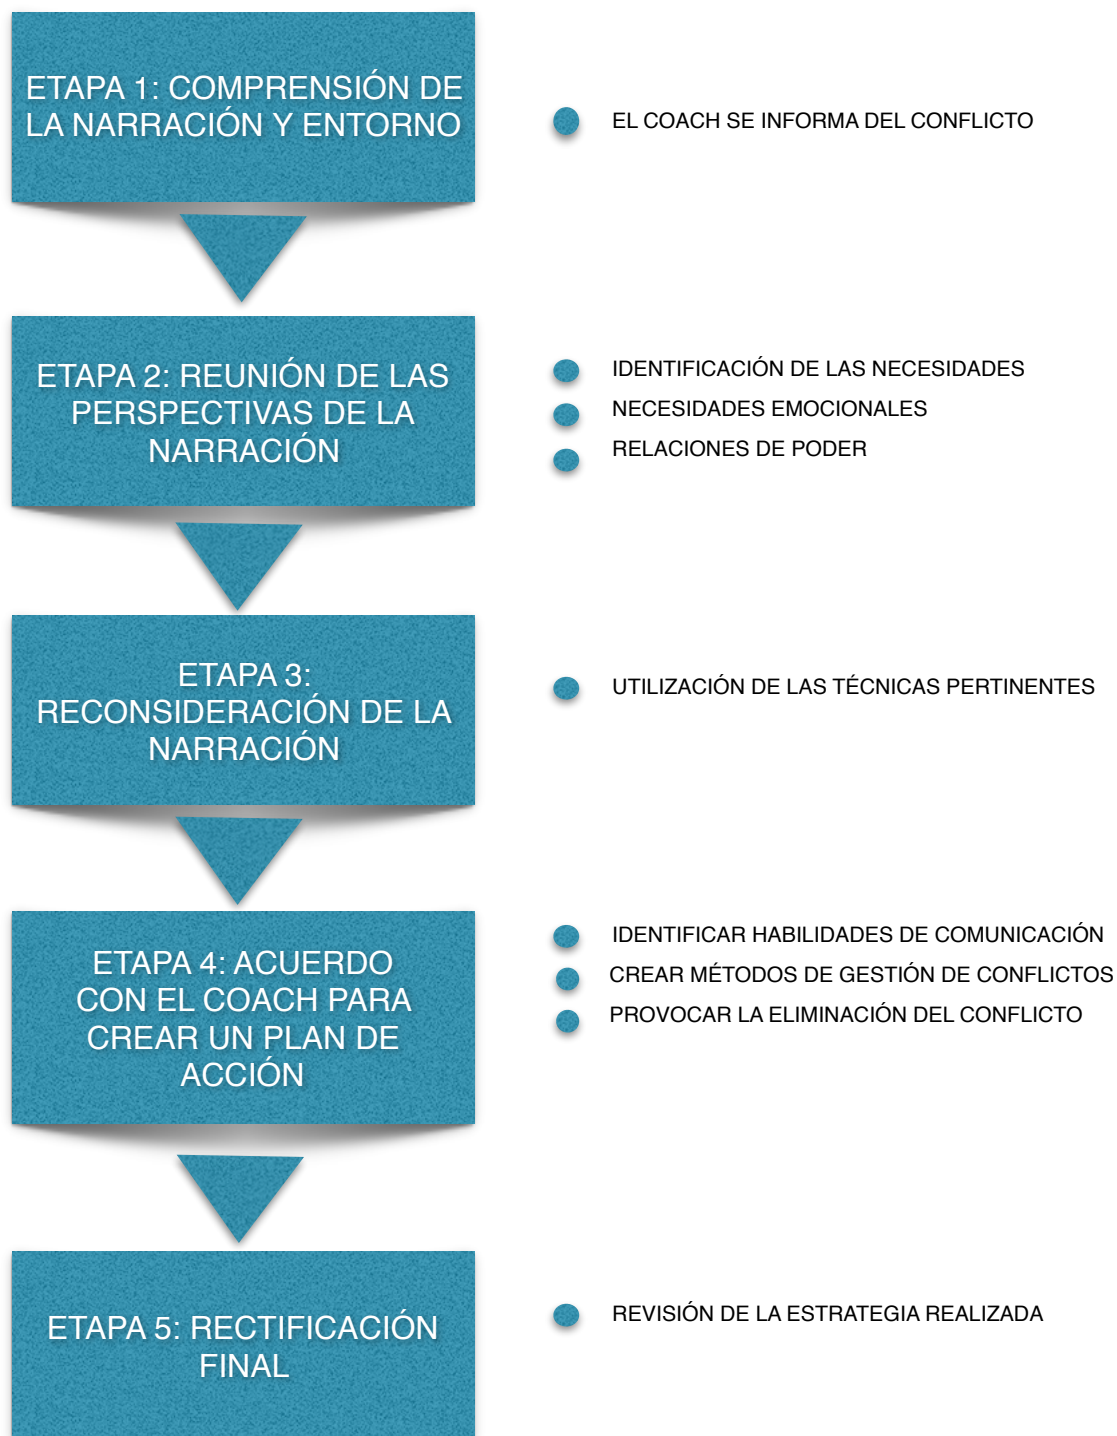 ETAPA 1: COMPRENSIÓN DE
LA NARRACIÓN Y ENTORNO
EL COACH SE INFORMA DEL CONFLICTO
ETAPA 2: REUNIÓN DE LAS
PERSPECTIVAS DE LA
NARRACIÓN
IDENTIFICACIÓN DE LAS NECESIDADES
NECESIDADES EMOCIONALES
RELACIONES DE PODER
ETAPA 3:
RECONSIDERACIÓN DE LA
NARRACIÓN
UTILIZACIÓN DE LAS TÉCNICAS PERTINENTES
ETAPA 4: ACUERDO
CON EL COACH PARA
CREAR UN PLAN DE
ACCIÓN
IDENTIFICAR HABILIDADES DE COMUNICACIÓN
CREAR MÉTODOS DE GESTIÓN DE CONFLICTOS
PROVOCAR LA ELIMINACIÓN DEL CONFLICTO
ETAPA 5: RECTIFICACIÓN
FINAL
REVISIÓN DE LA ESTRATEGIA REALIZADA